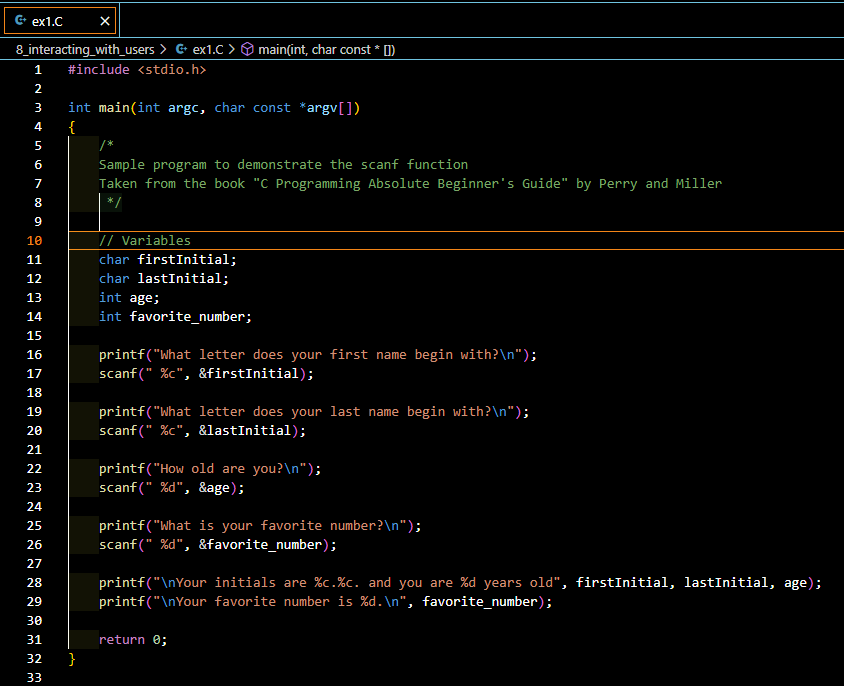 ex1.C
8_interacting_with_users > ex1.C > main(int, char const * [])
1 #include <stdio.h>
2
3 int main(int argc, char const *argv[])
4 {
5     /*
6     Sample program to demonstrate the scanf function
7     Taken from the book "C Programming Absolute Beginner's Guide" by Perry and Miller
8      */
9
10     // Variables
11     char firstInitial;
12     char lastInitial;
13     int age;
14     int favorite_number;
15
16     printf("What letter does your first name begin with?\n");
17     scanf(" %c", &firstInitial);
18
19     printf("What letter does your last name begin with?\n");
20     scanf(" %c", &lastInitial);
21
22     printf("How old are you?\n");
23     scanf(" %d", &age);
24
25     printf("What is your favorite number?\n");
26     scanf(" %d", &favorite_number);
27
28     printf("\nYour initials are %c.%c. and you are %d years old", firstInitial, lastInitial, age);
29     printf("\nYour favorite number is %d.\n", favorite_number);
30
31     return 0;
32 }
33